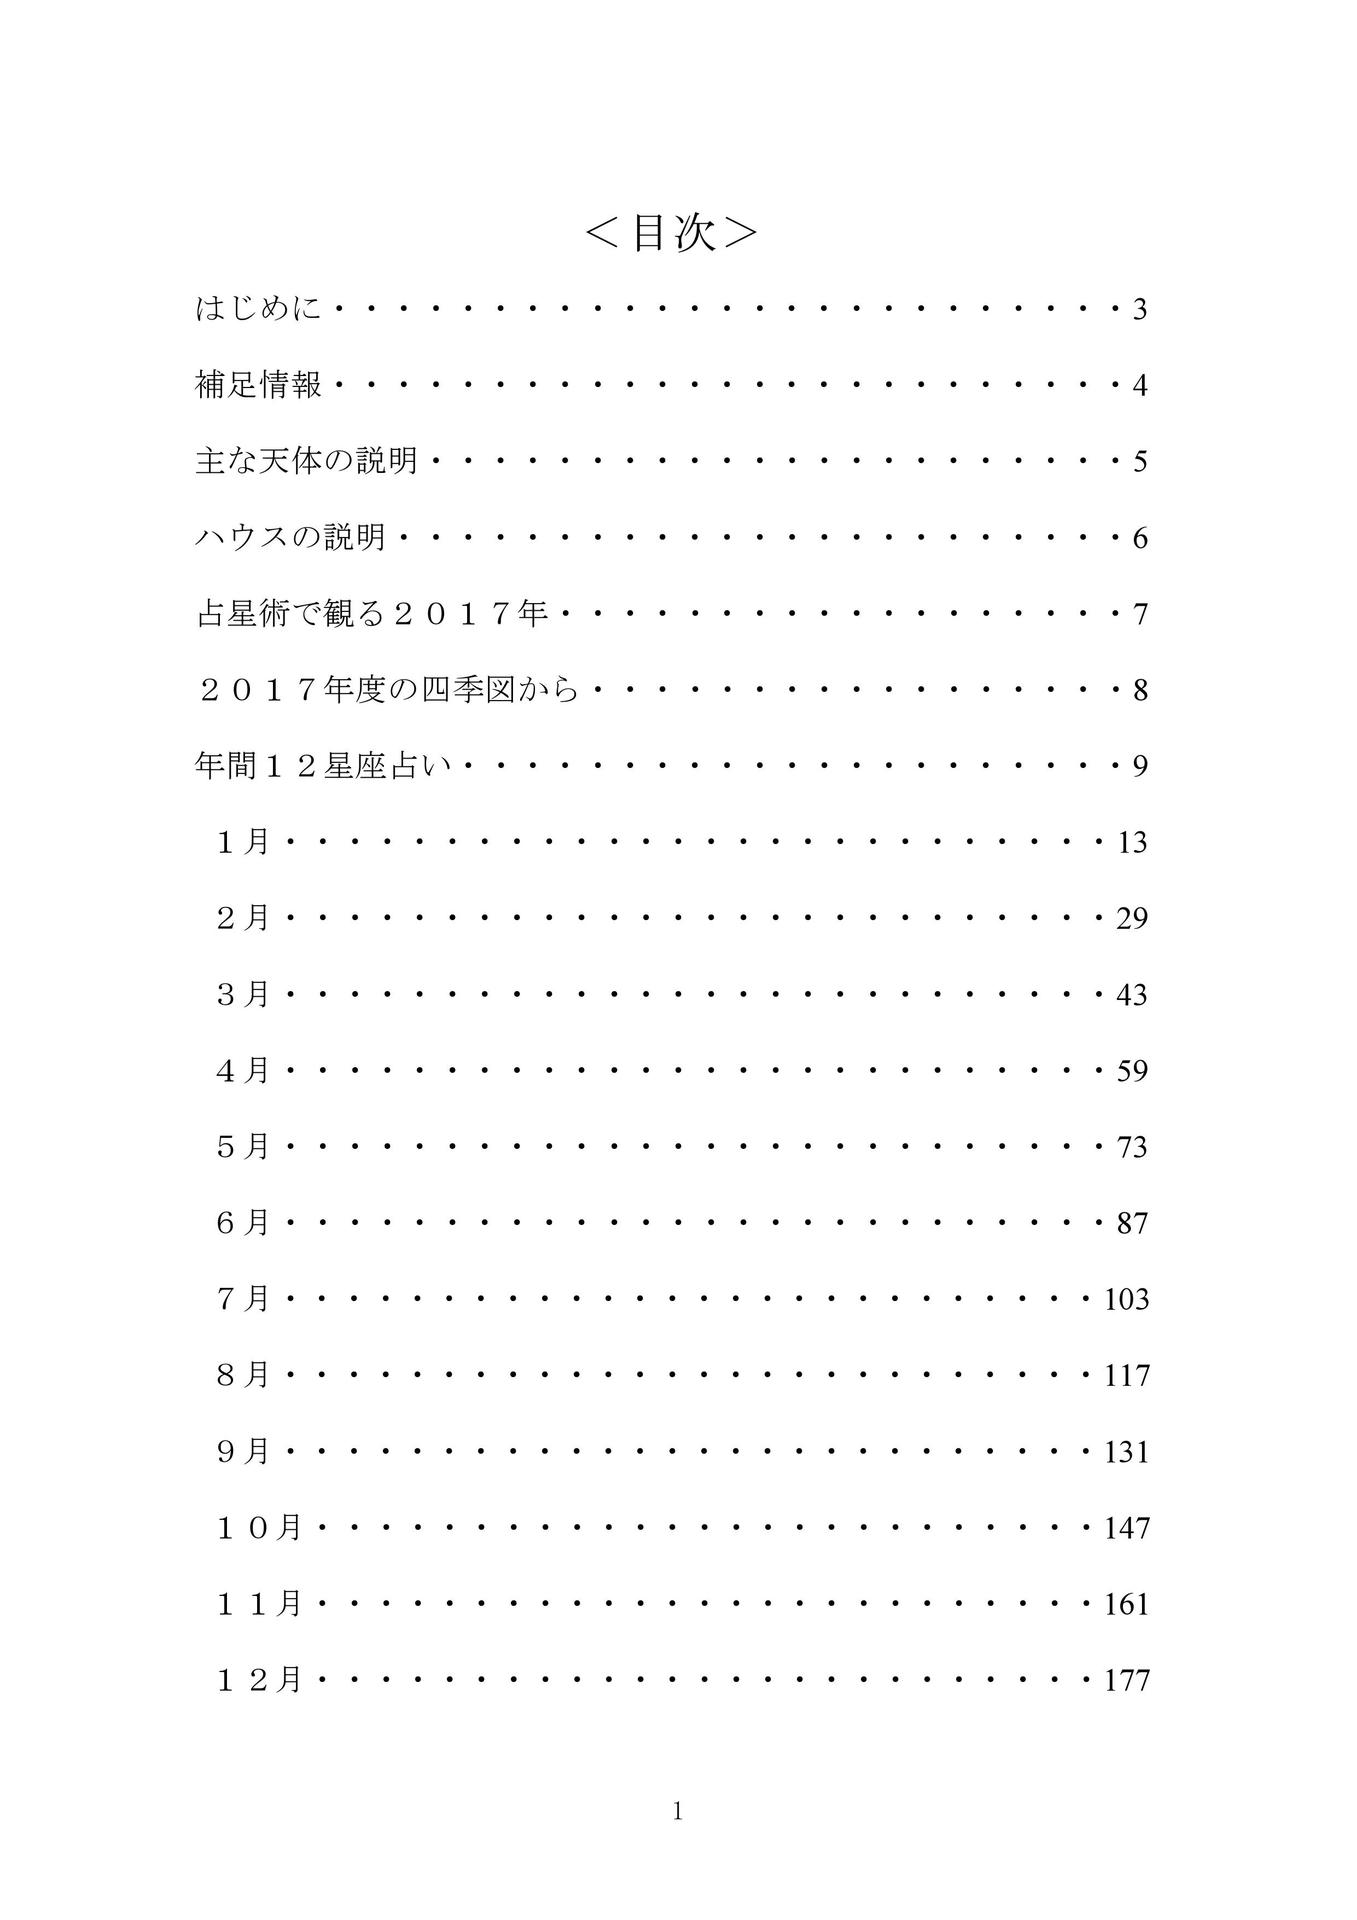 ＜目次＞
はじめに・・・・・・・・・・・・・・・・・・・・・・・・・3
補足情報・・・・・・・・・・・・・・・・・・・・・・・・・4
主な天体の説明・・・・・・・・・・・・・・・・・・・・・・5
ハウスの説明・・・・・・・・・・・・・・・・・・・・・・・6
占星術で観る２０１７年・・・・・・・・・・・・・・・・・・7
２０１７年度の四季図から・・・・・・・・・・・・・・・・・8
年間１２星座占い・・・・・・・・・・・・・・・・・・・・・9
１月・・・・・・・・・・・・・・・・・・・・・・・・・・13
２月・・・・・・・・・・・・・・・・・・・・・・・・・・29
３月・・・・・・・・・・・・・・・・・・・・・・・・・・43
４月・・・・・・・・・・・・・・・・・・・・・・・・・・59
５月・・・・・・・・・・・・・・・・・・・・・・・・・・73
６月・・・・・・・・・・・・・・・・・・・・・・・・・・87
７月・・・・・・・・・・・・・・・・・・・・・・・・・・103
８月・・・・・・・・・・・・・・・・・・・・・・・・・・117
９月・・・・・・・・・・・・・・・・・・・・・・・・・・131
１０月・・・・・・・・・・・・・・・・・・・・・・・・・147
１１月・・・・・・・・・・・・・・・・・・・・・・・・・161
１２月・・・・・・・・・・・・・・・・・・・・・・・・・177
1